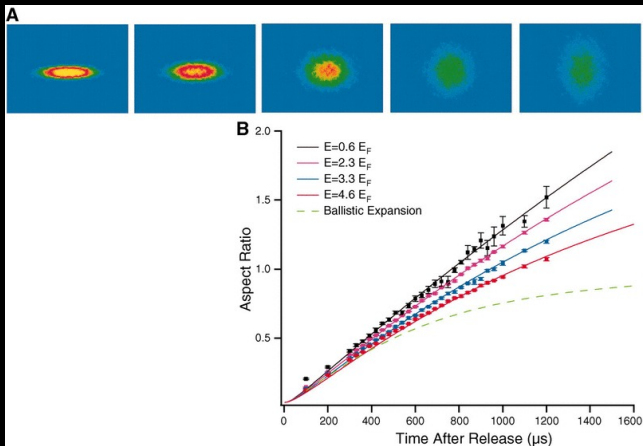 A
B
2.0
1.5
1.0
0.5
Aspect Ratio
E=0.6 E_F
E=2.3 E_F
E=3.3 E_F
E=4.6 E_F
Ballistic Expansion
0 200 400 600 800 1000 1200 1400 1600
Time After Release (μs)